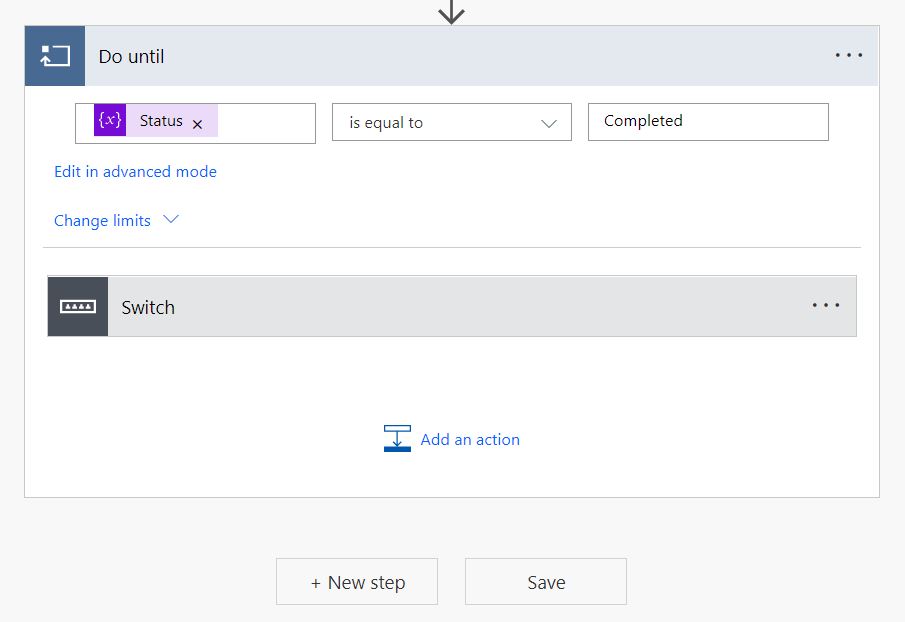 Do until
{x} Status × is equal to Completed
Edit in advanced mode
Change limits
Switch
Add an action
+ New step Save